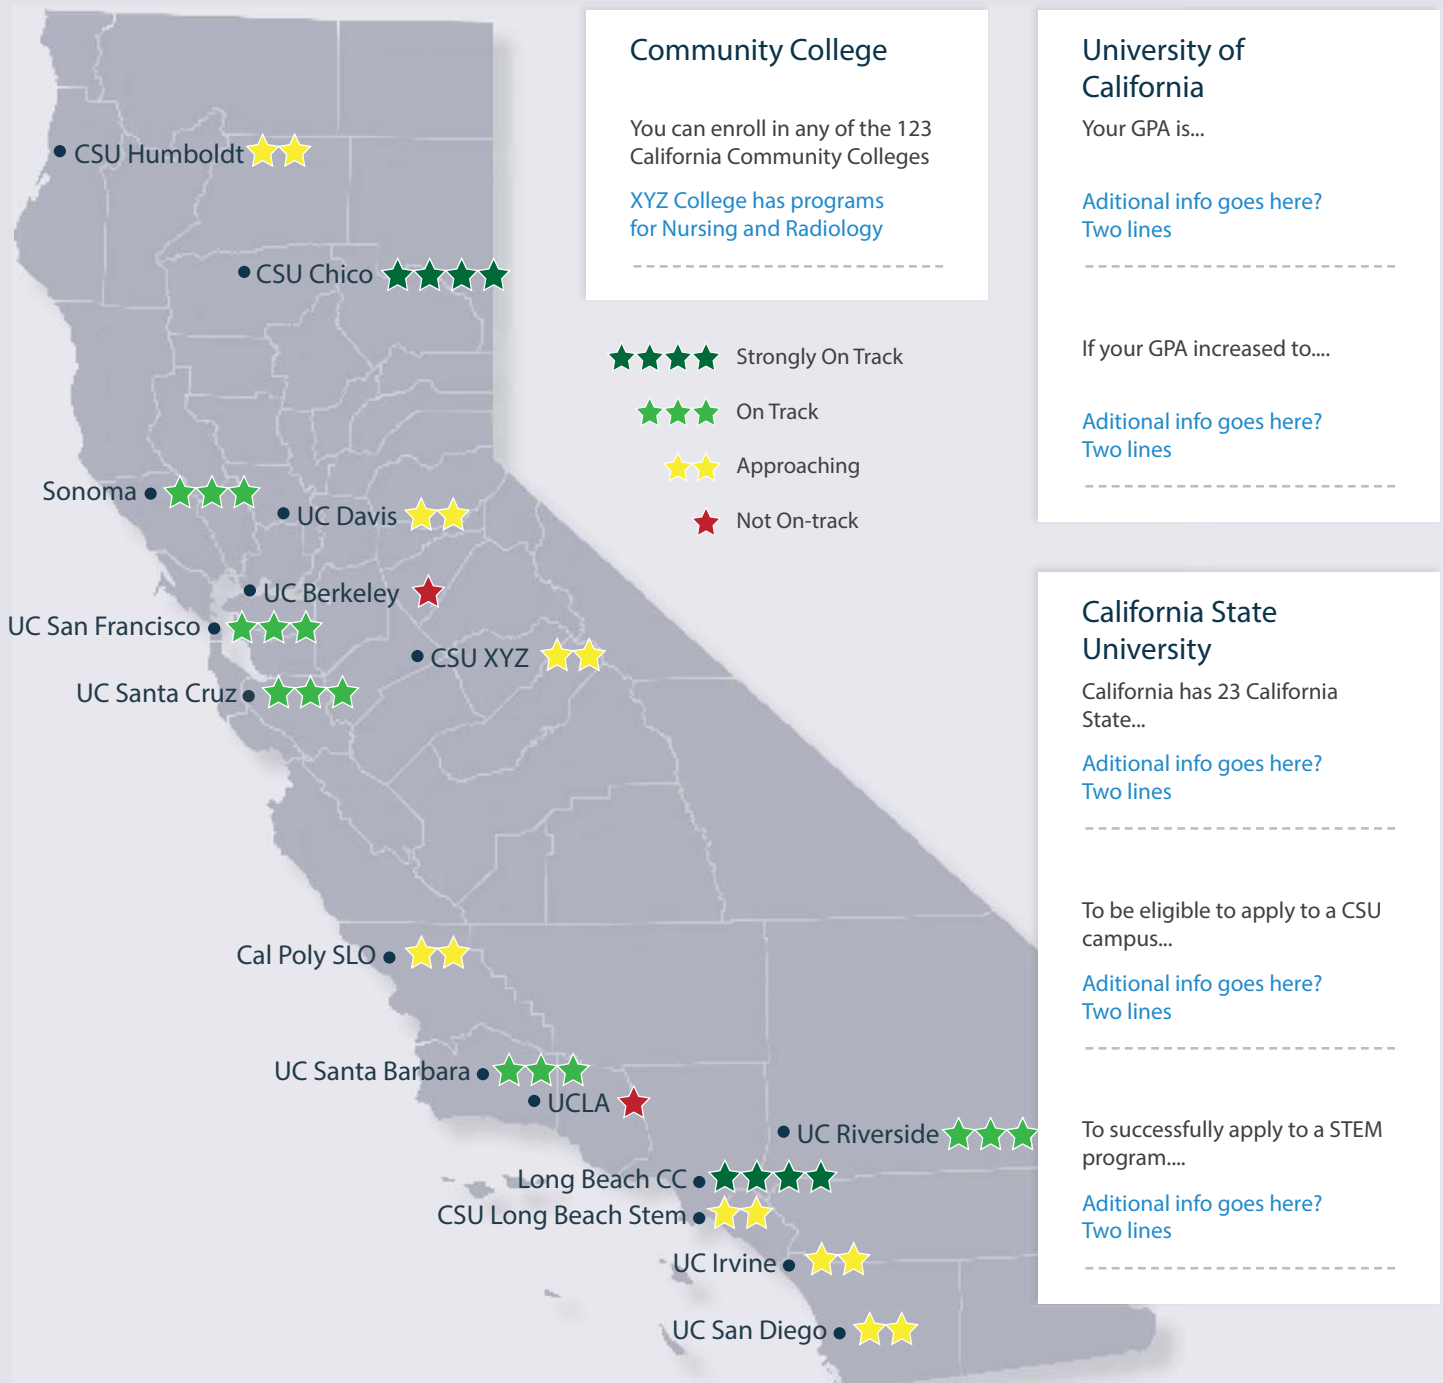 Community College
You can enroll in any of the 123
California Community Colleges
XYZ College has programs
for Nursing and Radiology
University of
California
Your GPA is...
Aditional info goes here?
Two lines
If your GPA increased to....
Aditional info goes here?
Two lines
Strongly On Track
On Track
Approaching
Not On-track
California State
University
California has 23 California
State...
Aditional info goes here?
Two lines
To be eligible to apply to a CSU
campus...
Aditional info goes here?
Two lines
To successfully apply to a STEM
program....
Aditional info goes here?
Two lines
CSU Humboldt
CSU Chico
Sonoma
UC Davis
UC Berkeley
UC San Francisco
CSU XYZ
UC Santa Cruz
Cal Poly SLO
UC Santa Barbara
UCLA
UC Riverside
Long Beach CC
CSU Long Beach Stem
UC Irvine
UC San Diego